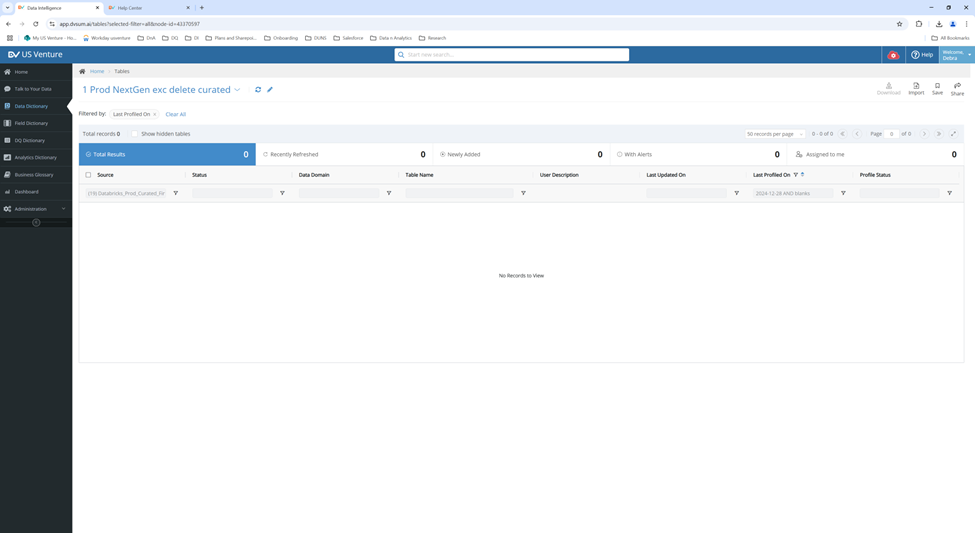 Data Intelligence
Help Center
app.dvsum.ai/tables?selected-filter=all&node-id=43370597
My US Venture - Ho...
Workday usventure
DnA
DQ
DI
Plans and Sharepoi...
Onboarding
DUNS
Salesforce
Data n Analytics
Research
All Bookmarks
DV US Venture
Start new search...
Help
Welcome,
Debra
Home
Talk to Your Data
Data Dictionary
Field Dictionary
DQ Dictionary
Analytics Dictionary
Business Glossary
Dashboard
Administration
Home / Tables
1 Prod NextGen exc delete curated
Download
Import
Save
Share
Filtered by: Last Profiled On × Clear All
Total records 0 Show hidden tables
50 records per page 0 - 0 of 0 Page 0 of 0
Total Results 0
Recently Refreshed 0
Newly Added 0
With Alerts 0
Assigned to me 0
Source Status Data Domain Table Name User Description Last Updated On Last Profiled On Profile Status
(19) Databricks_Prod_Curated_Fir
2024-12-28 AND blanks
No Records to View